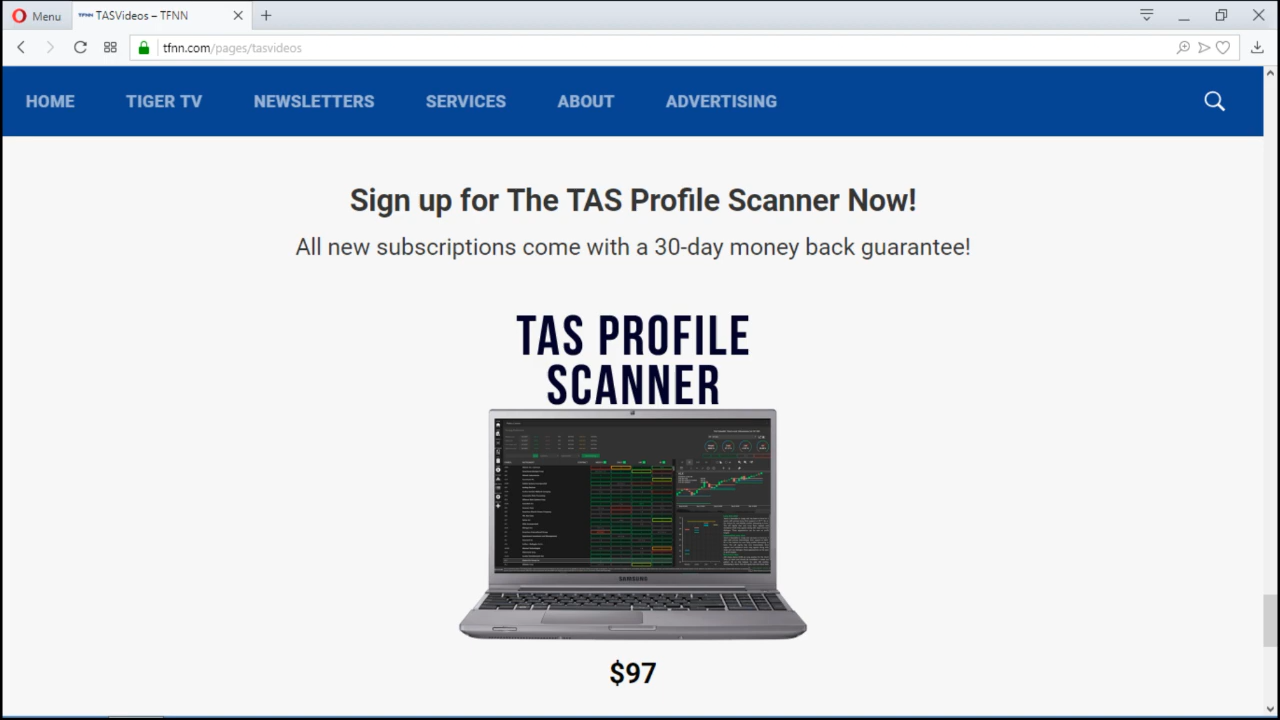 Menu
TFNN TASVideos – TFNN
tfnn.com/pages/tasvideos
HOME
TIGER TV
NEWSLETTERS
SERVICES
ABOUT
ADVERTISING
Sign up for The TAS Profile Scanner Now!
All new subscriptions come with a 30-day money back guarantee!
TAS PROFILE
SCANNER
SAMSUNG
$97